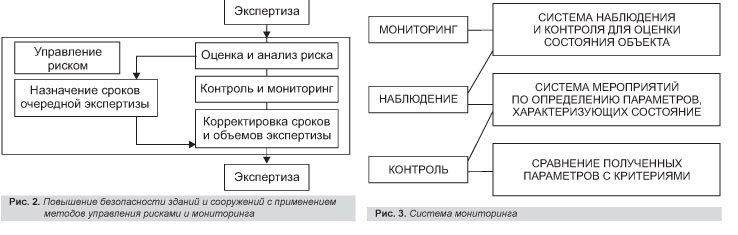 Экспертиза
Управление
риском
Оценка и анализ риска
Назначение сроков
очередной экспертизы
Контроль и мониторинг
Корректировка сроков
и объемов экспертизы
Экспертиза
Рис. 2. Повышение безопасности зданий и сооружений с применением
методов управления рисками и мониторинга
МОНИТОРИНГ
СИСТЕМА НАБЛЮДЕНИЯ
И КОНТРОЛЯ ДЛЯ ОЦЕНКИ
СОСТОЯНИЯ ОБЪЕКТА
НАБЛЮДЕНИЕ
СИСТЕМА МЕРОПРИЯТИЙ
ПО ОПРЕДЕЛЕНИЮ ПАРАМЕТРОВ,
ХАРАКТЕРИЗУЮЩИХ СОСТОЯНИЕ
КОНТРОЛЬ
СРАВНЕНИЕ ПОЛУЧЕННЫХ
ПАРАМЕТРОВ С КРИТЕРИЯМИ
Рис. 3. Система мониторинга